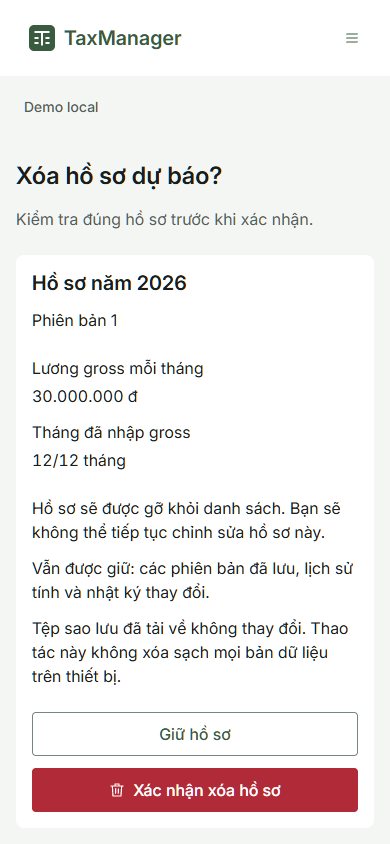 TaxManager
Demo local
Xóa hồ sơ dự báo?
Kiểm tra đúng hồ sơ trước khi xác nhận.
Hồ sơ năm 2026
Phiên bản 1
Lương gross mỗi tháng
30.000.000 đ
Tháng đã nhập gross
12/12 tháng
Hồ sơ sẽ được gỡ khỏi danh sách. Bạn sẽ
không thể tiếp tục chỉnh sửa hồ sơ này.
Vẫn được giữ: các phiên bản đã lưu, lịch sử
tính và nhật ký thay đổi.
Tệp sao lưu đã tải về không thay đổi. Thao
tác này không xóa sạch mọi bản dữ liệu
trên thiết bị.
Giữ hồ sơ
Xác nhận xóa hồ sơ